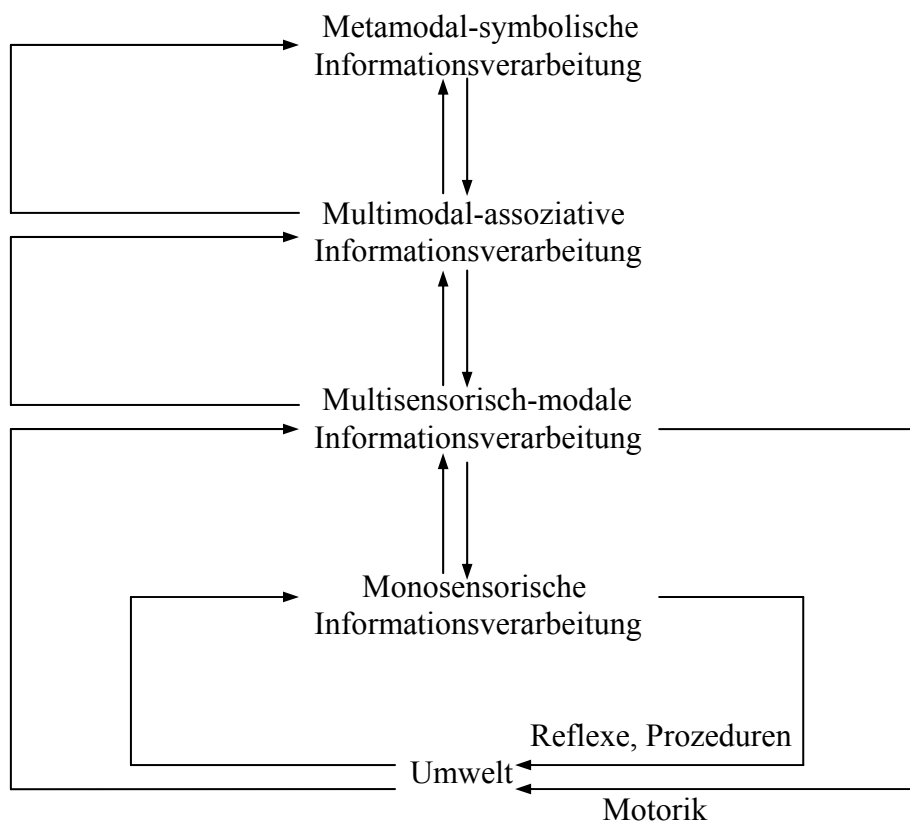 Metamodal-symbolische
Informationsverarbeitung
Multimodal-assoziative
Informationsverarbeitung
Multisensorisch-modale
Informationsverarbeitung
Monosensorische
Informationsverarbeitung
Reflexe, Prozeduren
Umwelt
Motorik